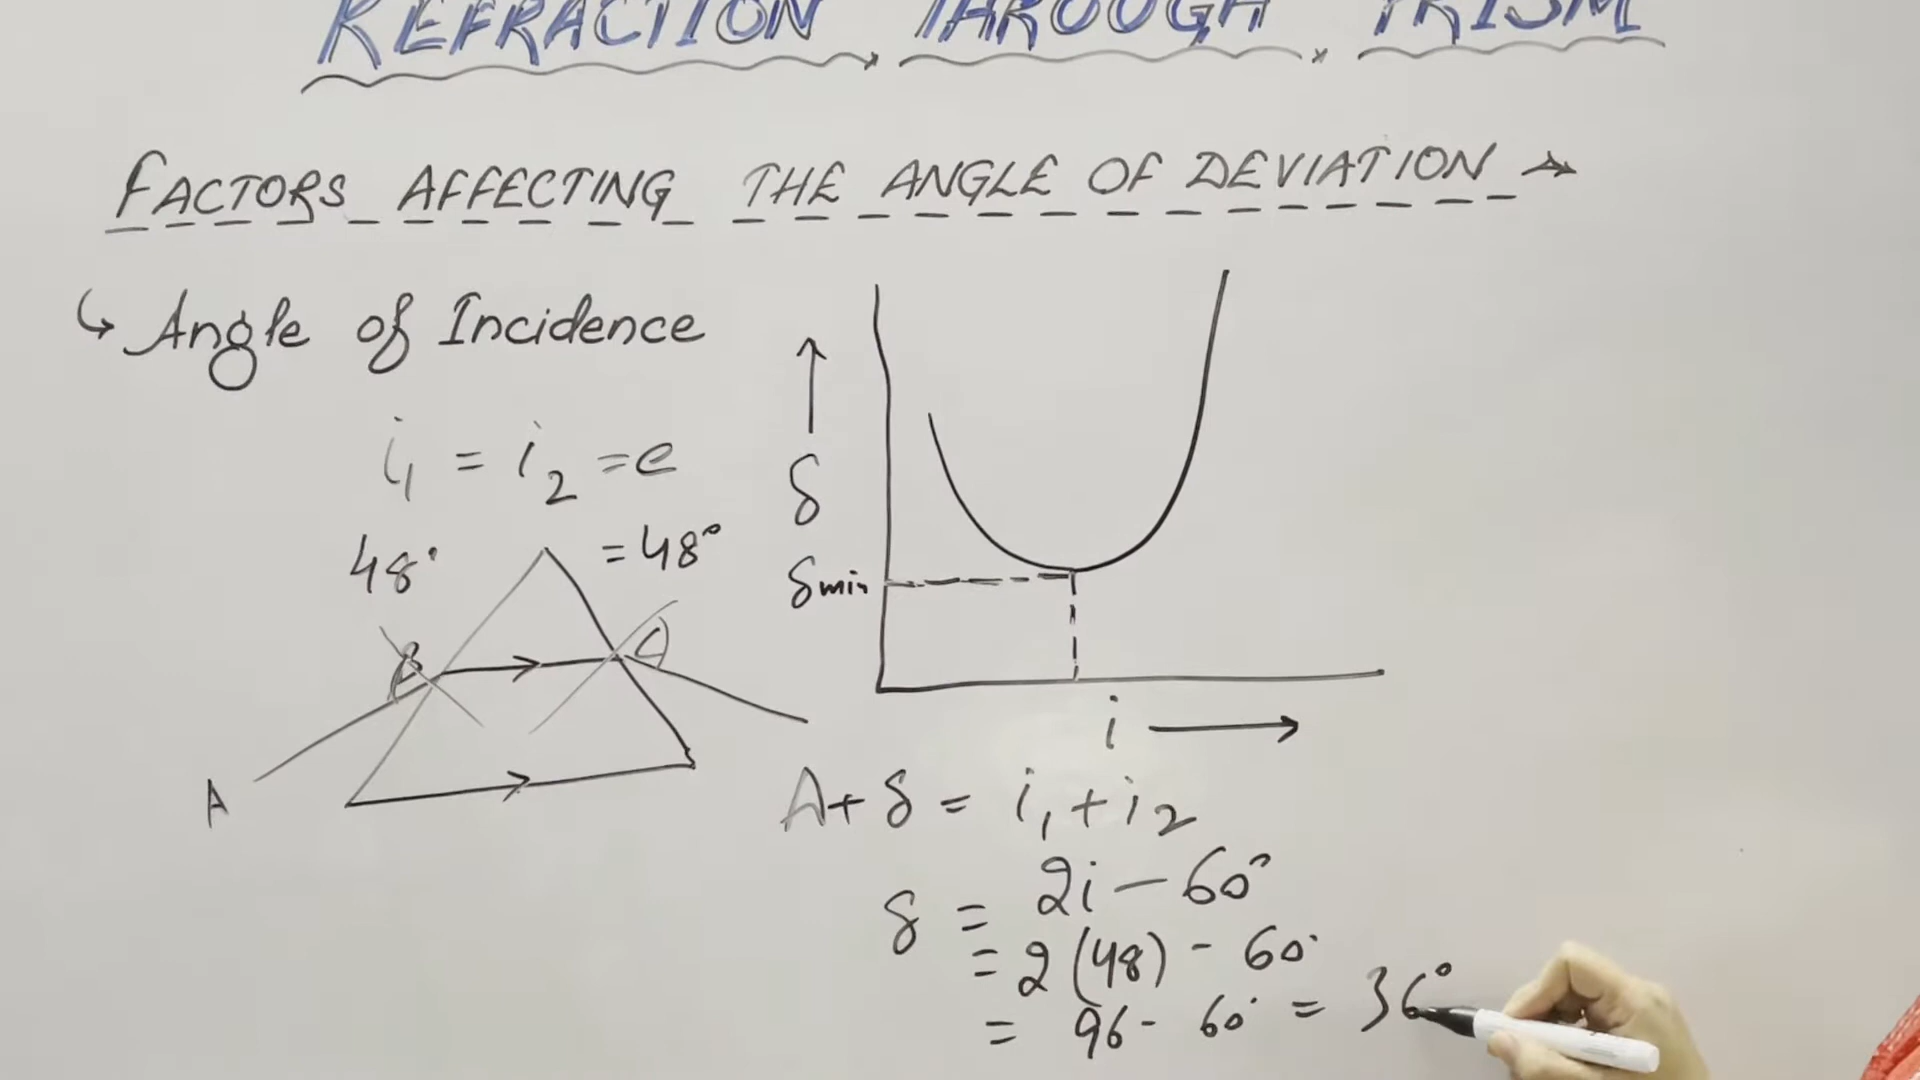 REFRACTION THROUGH PRISM
FACTORS AFFECTING THE ANGLE OF DEVIATION →
↳ Angle of Incidence
i₁ = i₂ = e
48° = 48°
δ
δmin
B
C
A
i →
A + δ = i₁ + i₂
δ = 2i - 60°
= 2(48) - 60°
= 96 - 60° = 36°